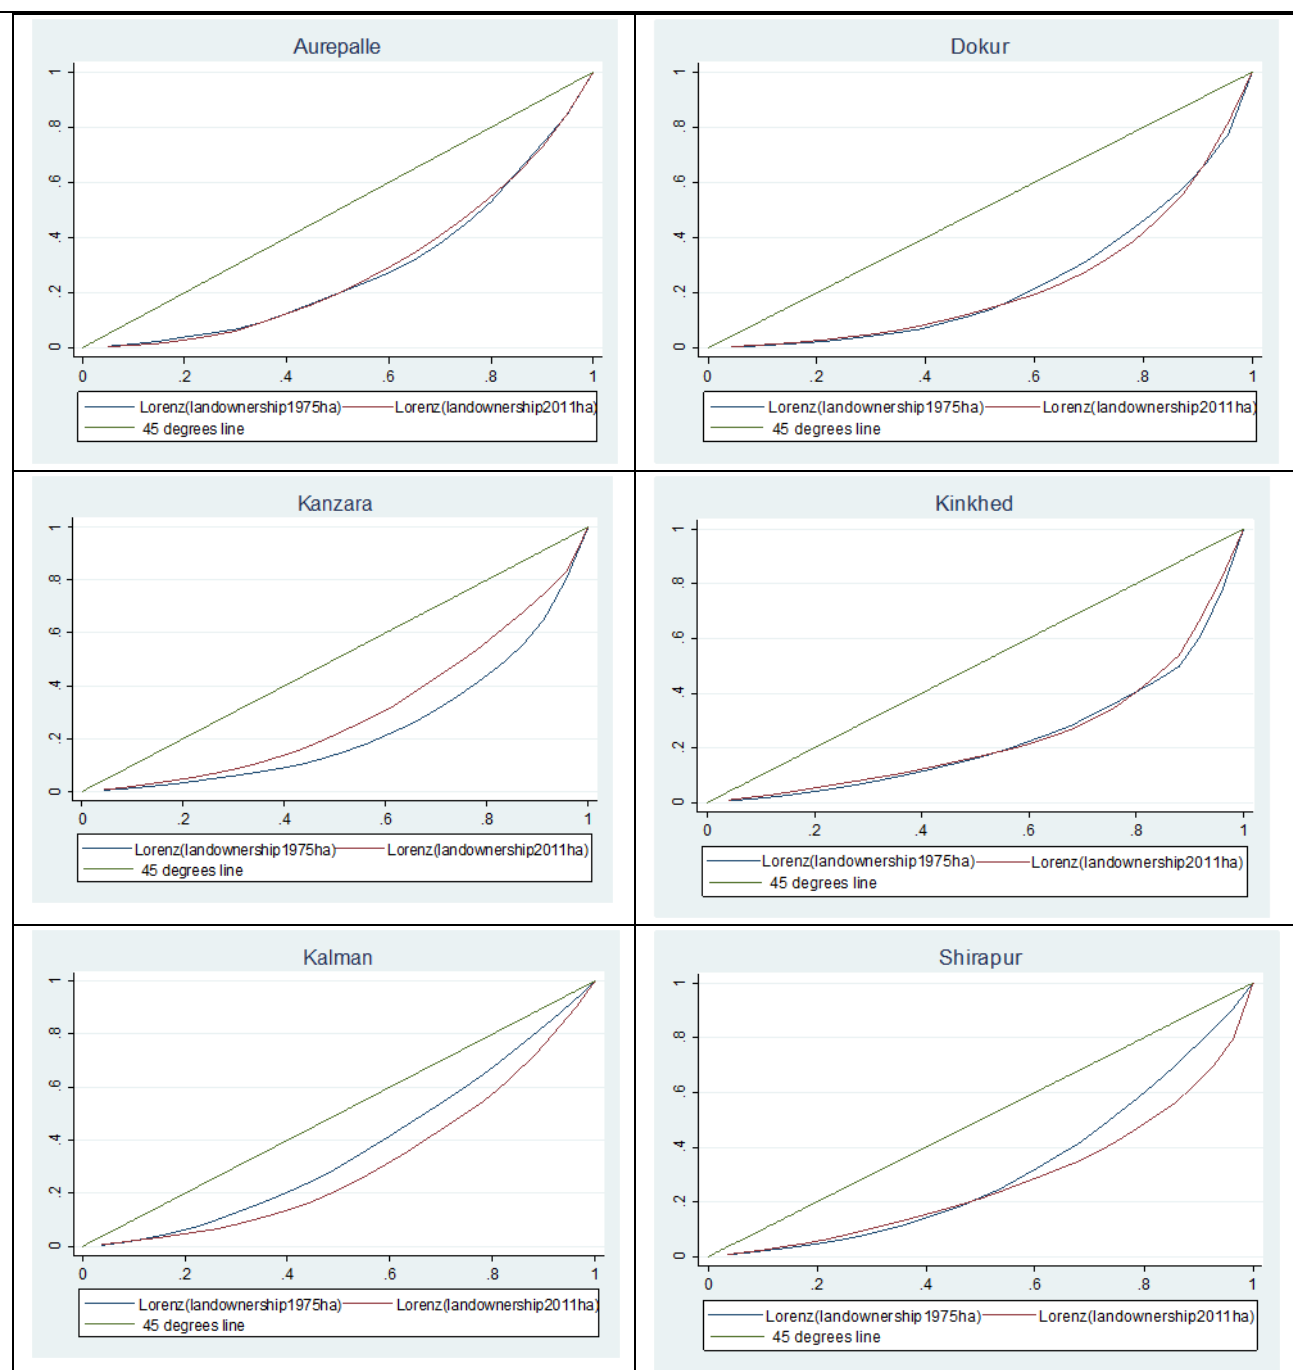 Aurepalle
1
.8
.6
.4
.2
0
0 .2 .4 .6 .8 1
Lorenz(landownership1975ha) Lorenz(landownership2011ha)
45 degrees line
Dokur
1
.8
.6
.4
.2
0
0 .2 .4 .6 .8 1
Lorenz(landownership1975ha) Lorenz(landownership2011ha)
45 degrees line
Kanzara
1
.8
.6
.4
.2
0
0 .2 .4 .6 .8 1
Lorenz(landownership1975ha) Lorenz(landownership2011ha)
45 degrees line
Kinkhed
1
.8
.6
.4
.2
0
0 .2 .4 .6 .8 1
Lorenz(landownership1975ha) Lorenz(landownership2011ha)
45 degrees line
Kalman
1
.8
.6
.4
.2
0
0 .2 .4 .6 .8 1
Lorenz(landownership1975ha) Lorenz(landownership2011ha)
45 degrees line
Shirapur
1
.8
.6
.4
.2
0
0 .2 .4 .6 .8 1
Lorenz(landownership1975ha) Lorenz(landownership2011ha)
45 degrees line